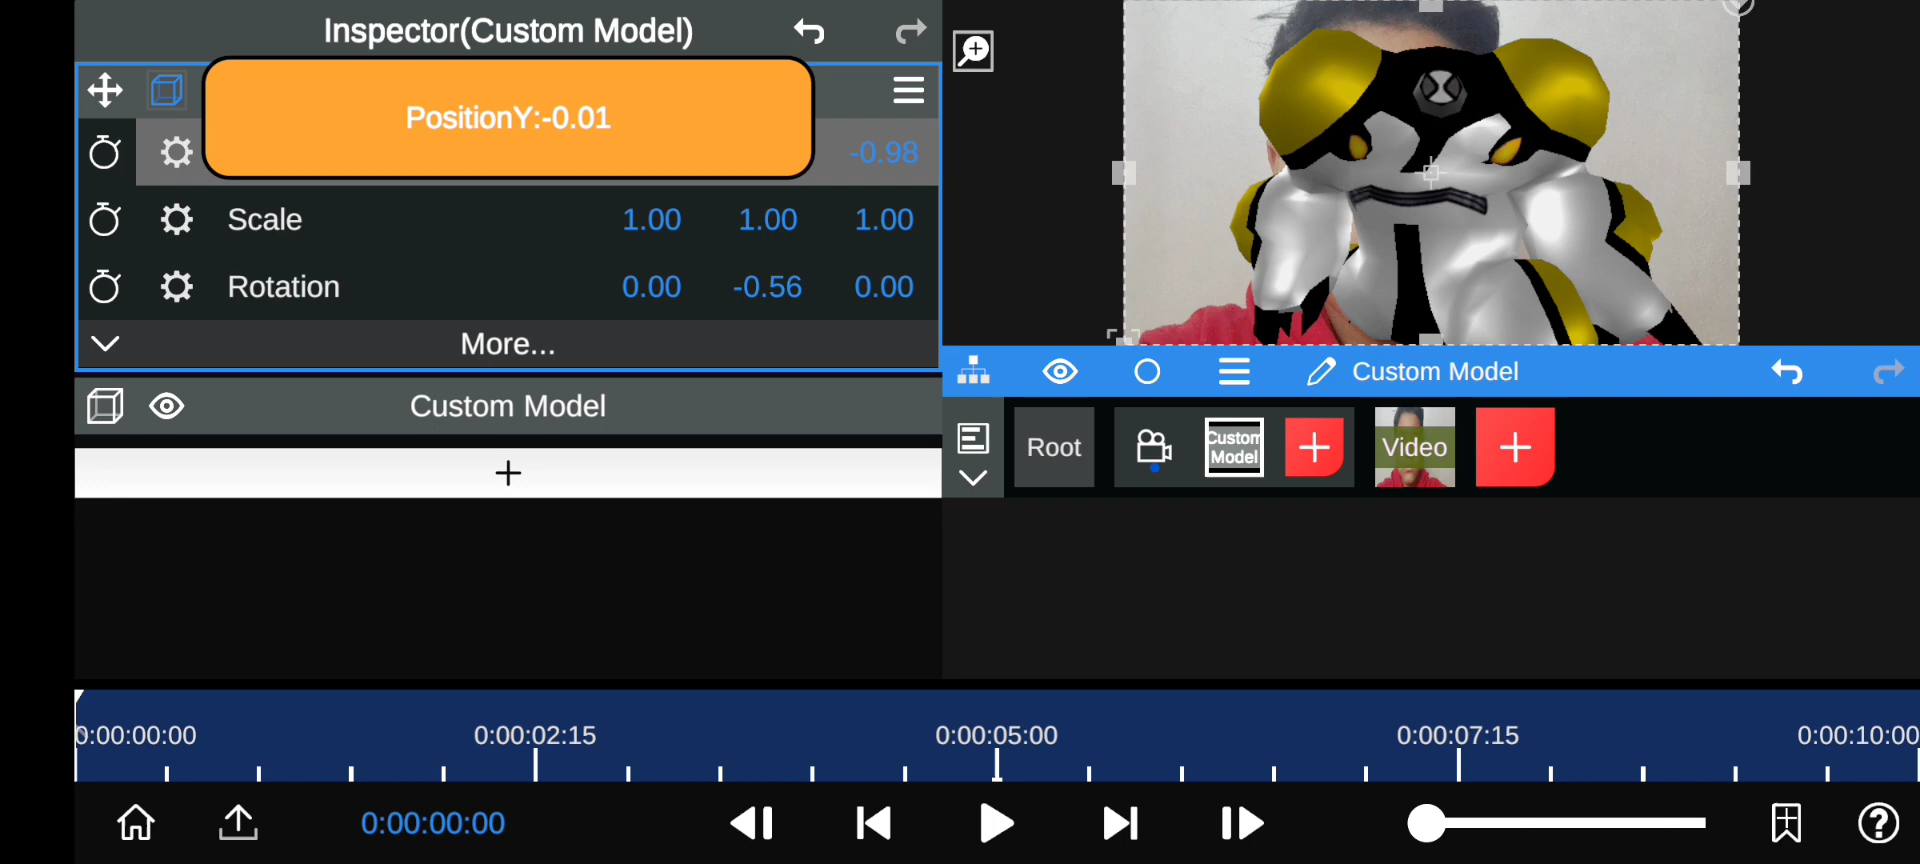 Inspector(Custom Model)
PositionY:-0.01
-0.98
Scale 1.00 1.00 1.00
Rotation 0.00 -0.56 0.00
More...
Custom Model
+
Custom Model
Root
Custom
Model
+
Video
+
0:00:00:00 0:00:02:15 0:00:05:00 0:00:07:15 0:00:10:00
0:00:00:00